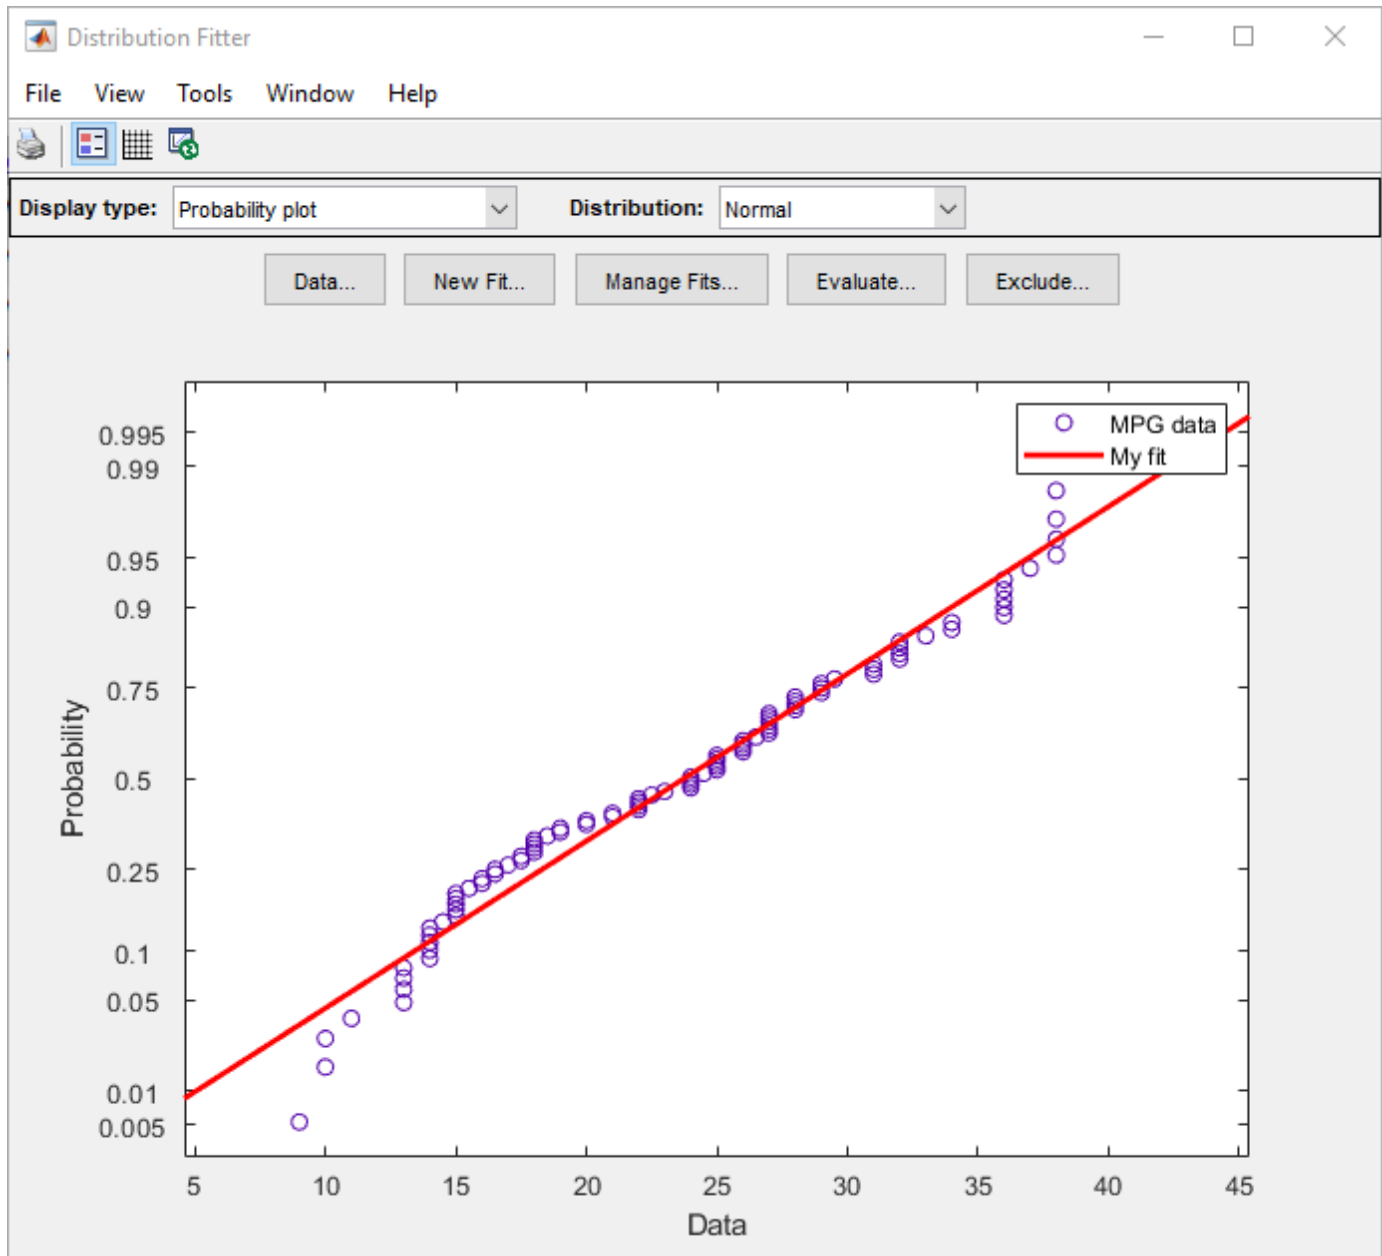 Distribution Fitter
File View Tools Window Help
Display type: Probability plot Distribution: Normal
Data... New Fit... Manage Fits... Evaluate... Exclude...
MPG data
My fit
0.995
0.99
0.95
0.9
0.75
0.5
0.25
0.1
0.05
0.01
0.005
Probability
5 10 15 20 25 30 35 40 45
Data